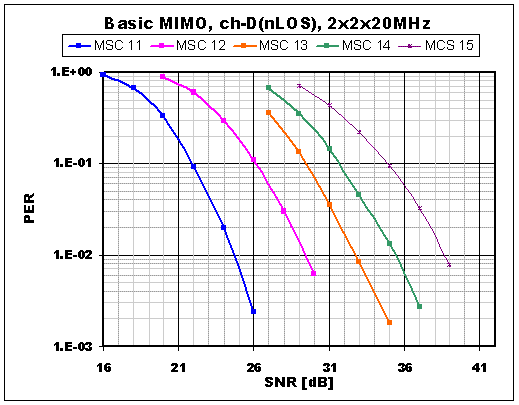 Basic MIMO, ch-D(nLOS), 2x2x20MHz
MSC 11 MSC 12 MSC 13 MSC 14 MCS 15
1.E+00
1.E-01
1.E-02
1.E-03
PER
16 21 26 31 36 41
SNR [dB]